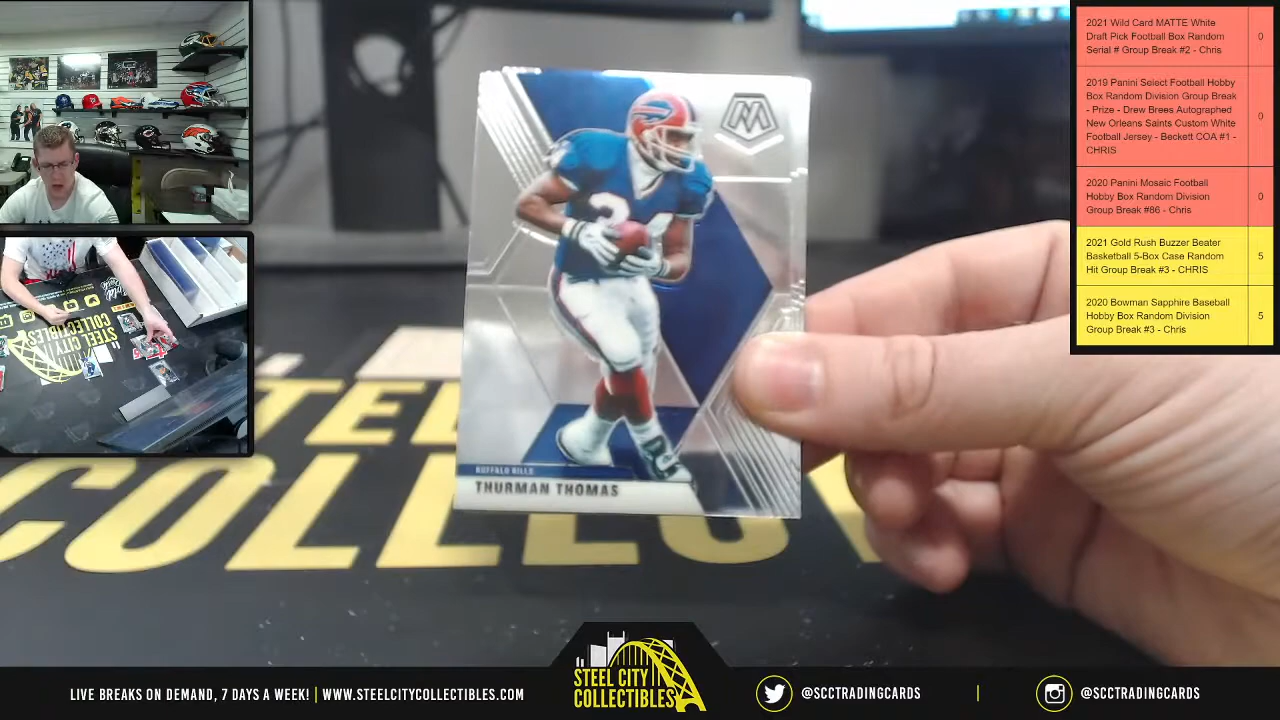 2021 Wild Card MATTE White
Draft Pick Football Box Random
Serial # Group Break #2 - Chris
0
2019 Panini Select Football Hobby
Box Random Division Group Break
- Prize - Drew Brees Autographed
New Orleans Saints Custom White
Football Jersey - Beckett COA #1 -
CHRIS
0
2020 Panini Mosaic Football
Hobby Box Random Division
Group Break #86 - Chris
0
2021 Gold Rush Buzzer Beater
Basketball 5-Box Case Random
Hit Group Break #3 - CHRIS
5
2020 Bowman Sapphire Baseball
Hobby Box Random Division
Group Break #3 - Chris
5
M
34
BUFFALO BILLS
THURMAN THOMAS
STEEL CITY
COLLECTIBLES
LIVE BREAKS ON DEMAND, 7 DAYS A WEEK! | WWW.STEELCITYCOLLECTIBLES.COM
STEEL CITY
COLLECTIBLES
@SCCTRADINGCARDS | @SCCTRADINGCARDS